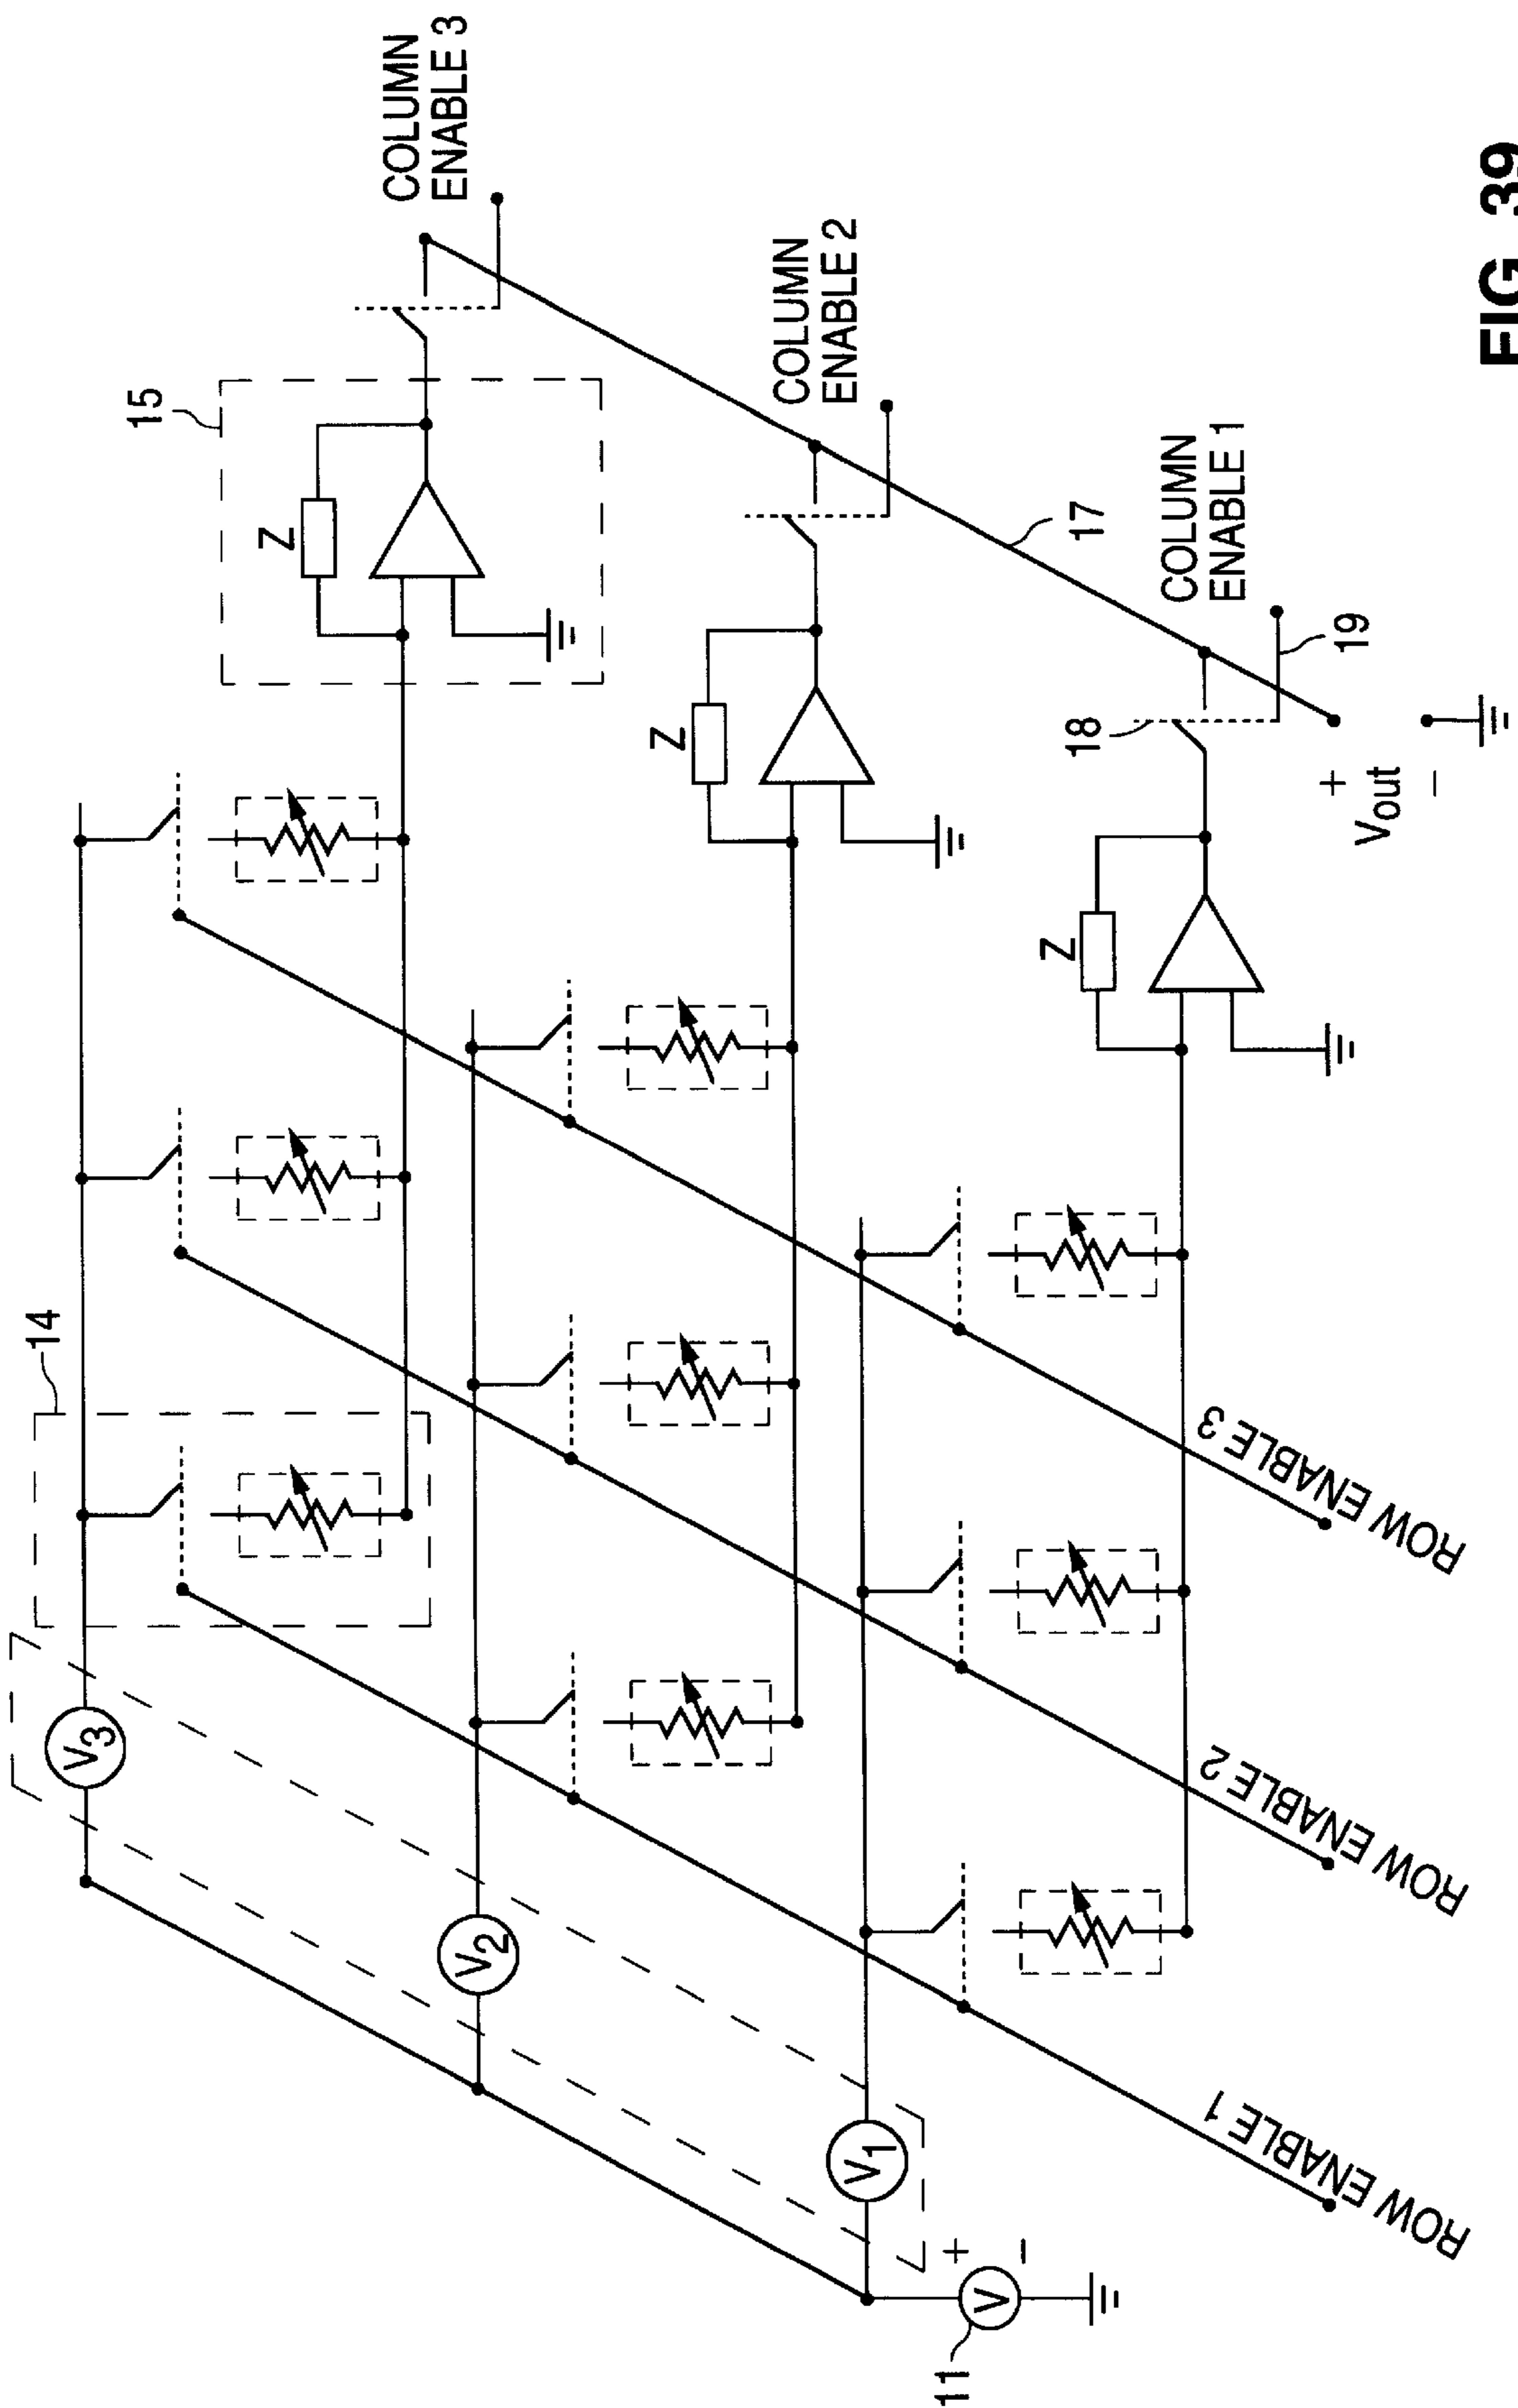 14
15
COLUMN
ENABLE 3
Z
V3
COLUMN
ENABLE 2
Z
V2
17
COLUMN
ENABLE 1
Z
18
19
V1
+
Vout
−
11
V
+
−
ROW ENABLE 1
ROW ENABLE 2
ROW ENABLE 3
FIG. 39